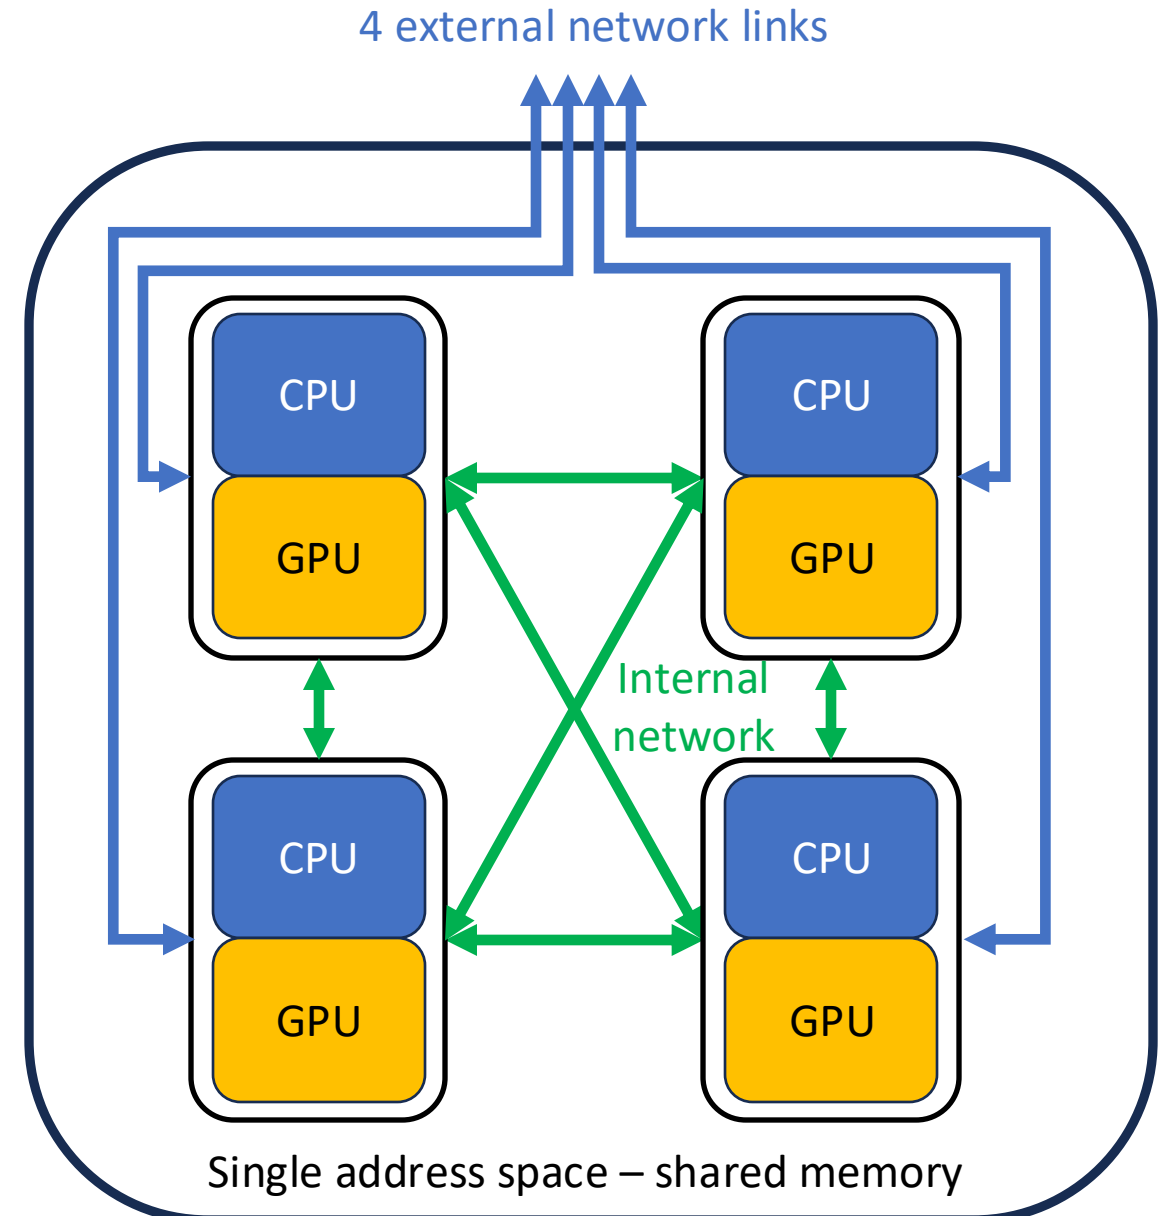 4 external network links
CPU
CPU
GPU
GPU
Internal
network
CPU
CPU
GPU
GPU
Single address space – shared memory